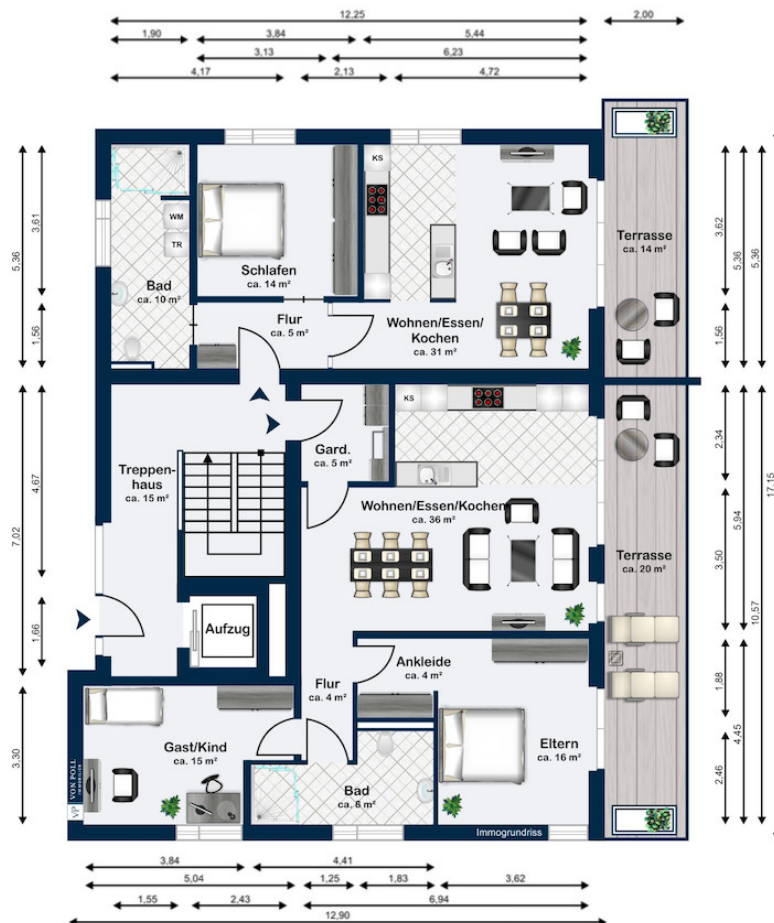 12,25
2,00
1,90
3,84
5,44
3,13
6,23
4,17
2,13
4,72
KS
WM
TR
Schlafen
ca. 14 m²
Bad
ca. 10 m²
Flur
ca. 5 m²
Wohnen/Essen/
Kochen
ca. 31 m²
Terrasse
ca. 14 m²
5,36
3,61
1,56
3,62
1,56
5,36
5,36
KS
Gard.
ca. 5 m²
Treppen-
haus
ca. 15 m²
Wohnen/Essen/Kochen
ca. 36 m²
Terrasse
ca. 20 m²
7,02
4,67
1,66
2,34
3,50
5,94
10,57
17,15
Aufzug
Ankleide
ca. 4 m²
Flur
ca. 4 m²
Gast/Kind
ca. 15 m²
Eltern
ca. 16 m²
Bad
ca. 8 m²
3,30
1,88
2,46
4,45
VP
VON POLL
IMMOBILIEN
Immogrundriss
3,84
4,41
5,04
1,25
1,83
3,62
1,55
2,43
6,94
12,90